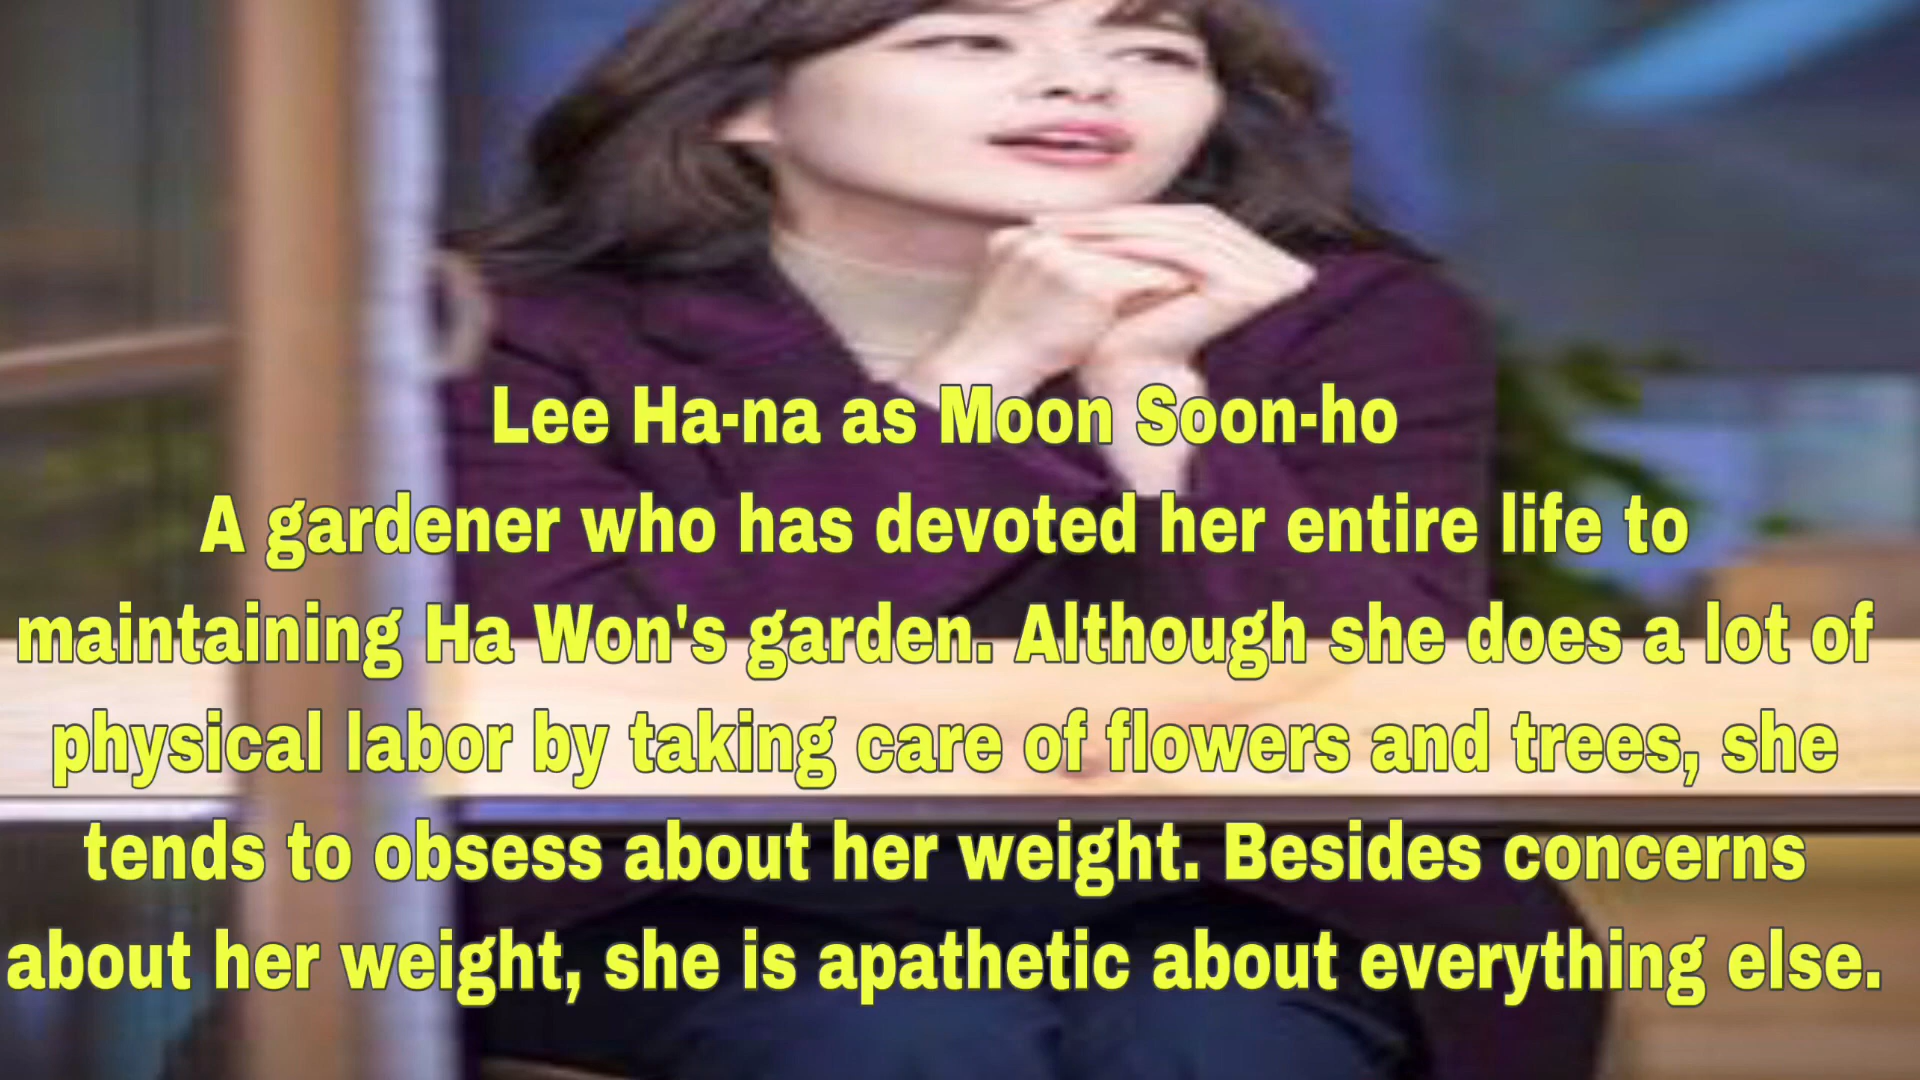 Lee Ha-na as Moon Soon-ho
A gardener who has devoted her entire life to
maintaining Ha Won's garden. Although she does a lot of
physical labor by taking care of flowers and trees, she
tends to obsess about her weight. Besides concerns
about her weight, she is apathetic about everything else.